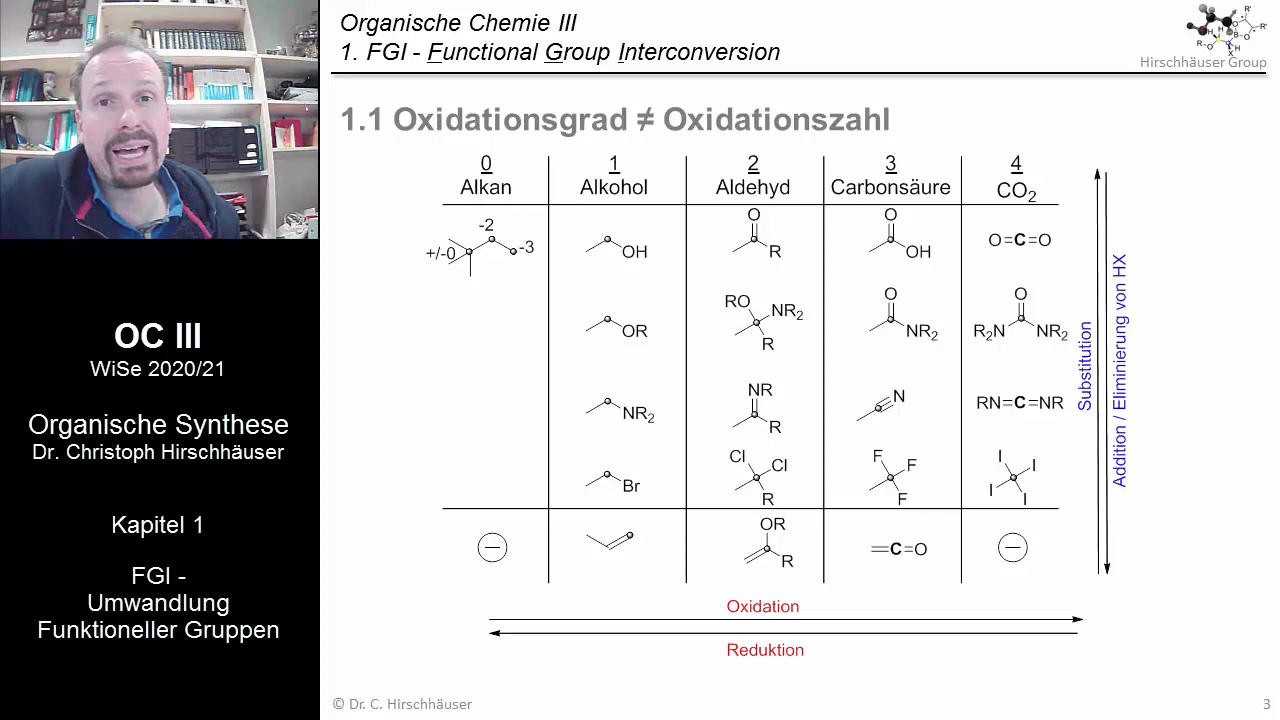 Organische Chemie III
1. FGI - Functional Group Interconversion
Hirschhäuser Group
1.1 Oxidationsgrad ≠ Oxidationszahl
0 1 2 3 4
Alkan Alkohol Aldehyd Carbonsäure CO2
+/-0 -2 -3
OH
O R
O OH
O=C=O
OR
RO NR2 R
O NR2
O R2N NR2
NR2
NR R
N
RN=C=NR
Br
Cl Cl R
F F F
I I I I
−
OR R
=C=O
−
Substitution
Addition / Eliminierung von HX
Oxidation
Reduktion
OC III
WiSe 2020/21
Organische Synthese
Dr. Christoph Hirschhäuser
Kapitel 1
FGI -
Umwandlung
Funktioneller Gruppen
© Dr. C. Hirschhäuser
3